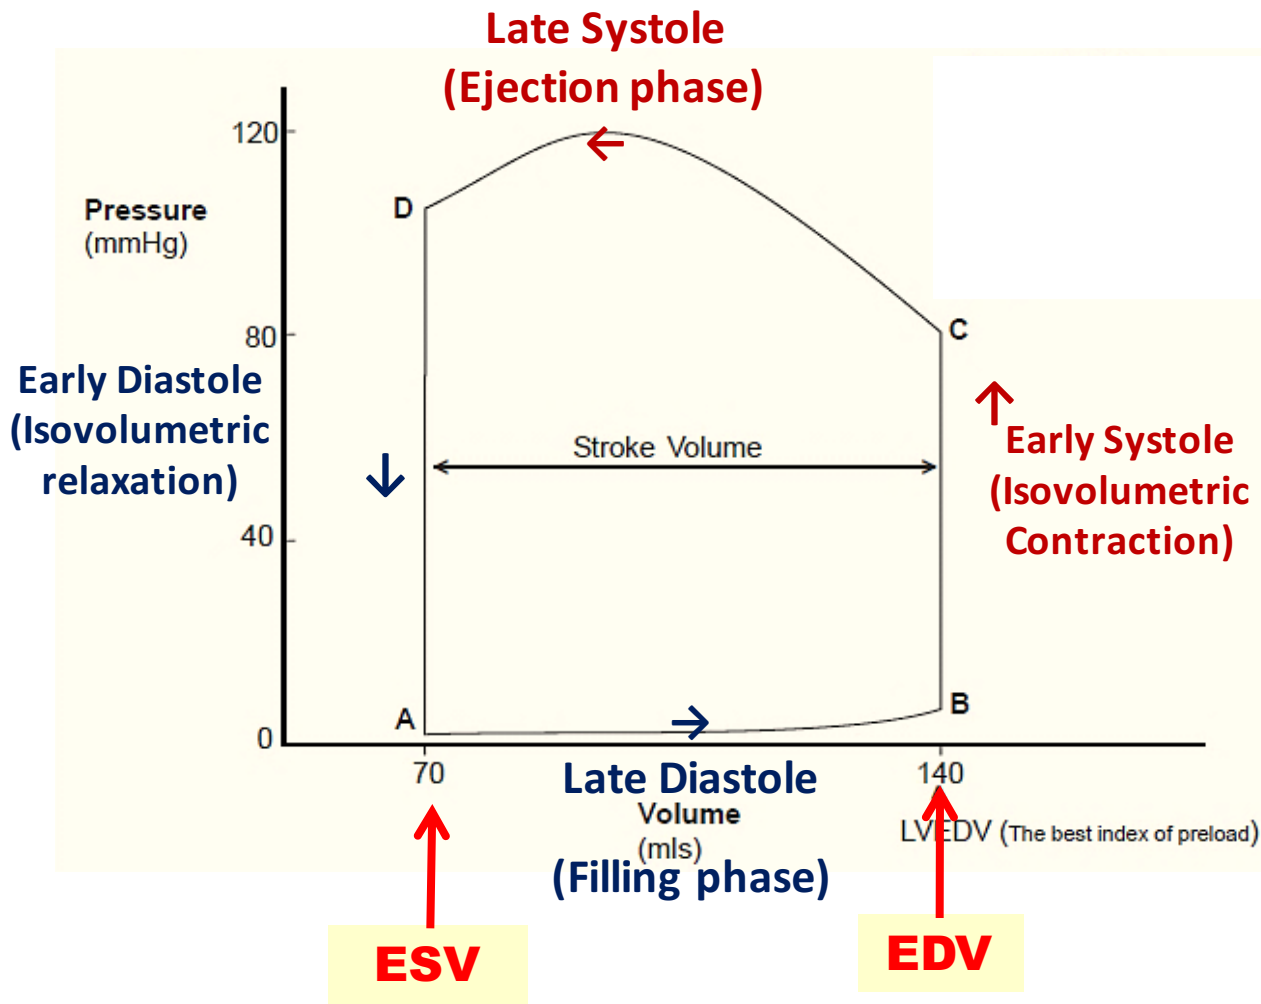 Late Systole
(Ejection phase)
120
D
Pressure
(mmHg)
C
80
Early Diastole
(Isovolumetric
relaxation)
Stroke Volume
Early Systole
(Isovolumetric
Contraction)
40
A
B
0
70
140
Late Diastole
Volume
(mls)
LVEDV (The best index of preload)
(Filling phase)
ESV
EDV